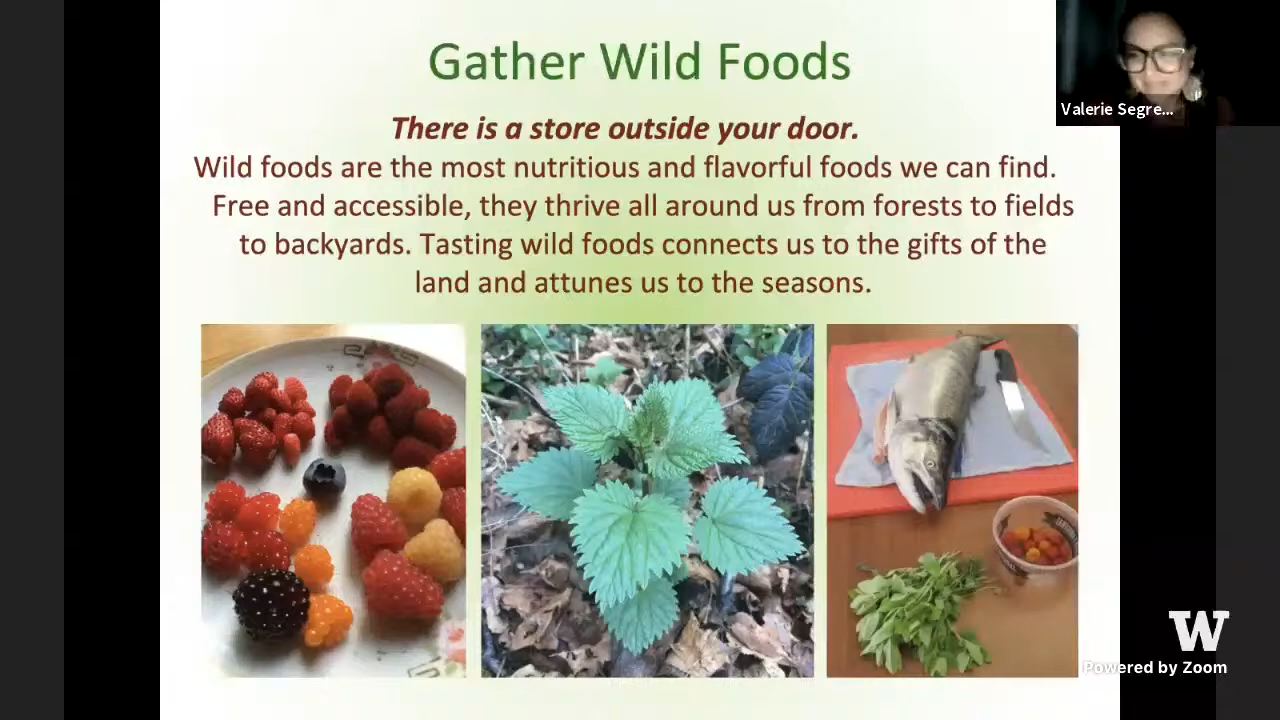 Gather Wild Foods
There is a store outside your door.
Wild foods are the most nutritious and flavorful foods we can find.
Free and accessible, they thrive all around us from forests to fields
to backyards. Tasting wild foods connects us to the gifts of the
land and attunes us to the seasons.
Valerie Segre...
W
Powered by Zoom